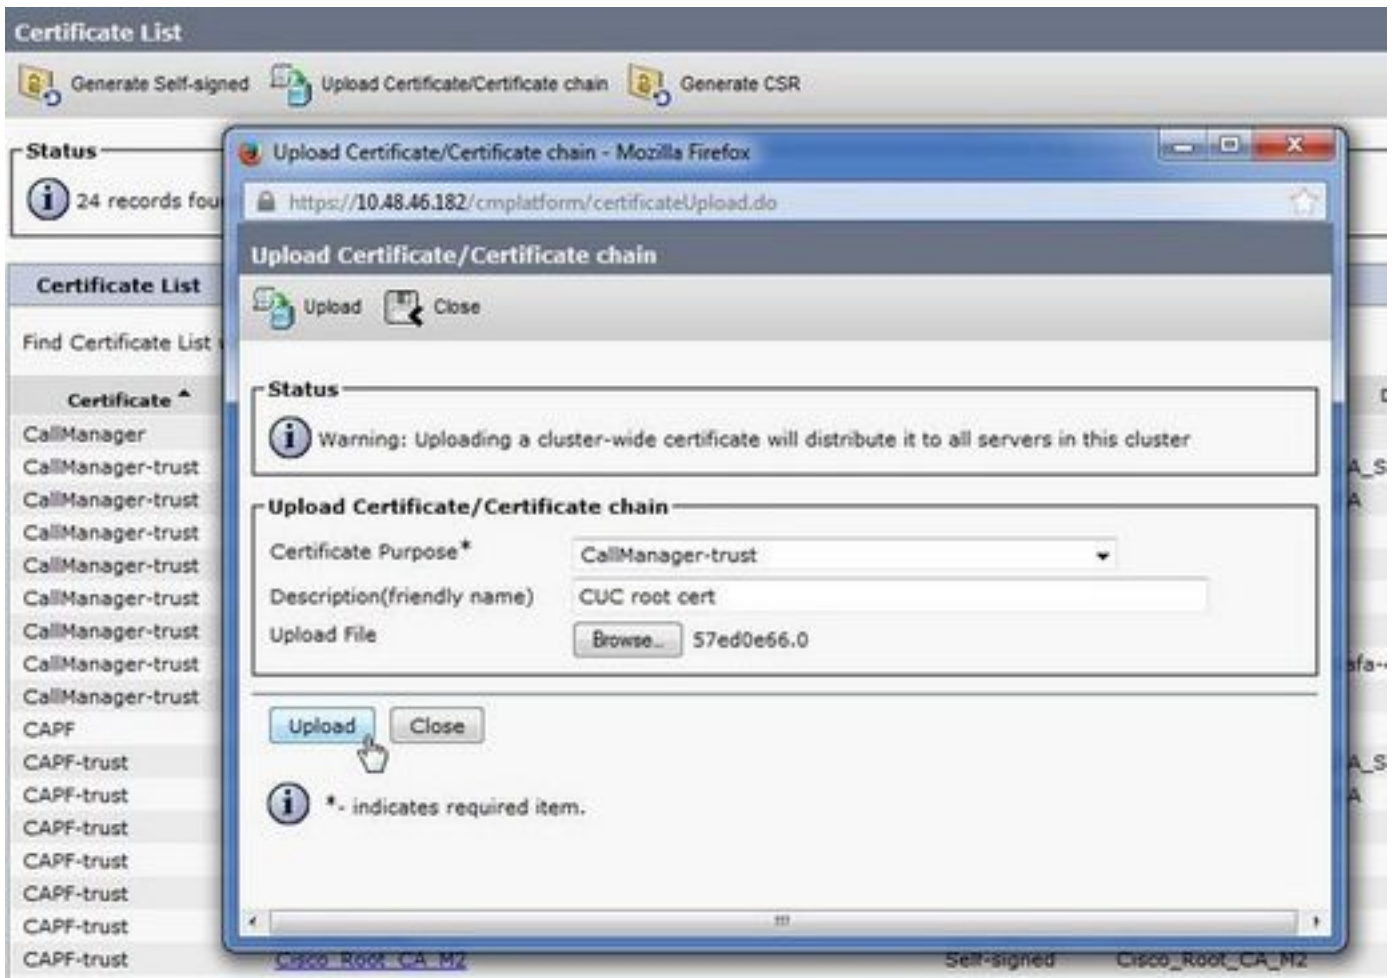 Certificate List
Generate Self-signed Upload Certificate/Certificate chain Generate CSR
Status
24 records fou
Certificate List
Find Certificate List
Certificate
CallManager
CallManager-trust
CallManager-trust
CallManager-trust
CallManager-trust
CallManager-trust
CallManager-trust
CallManager-trust
CallManager-trust
CAPF
CAPF-trust
CAPF-trust
CAPF-trust
CAPF-trust
CAPF-trust
CAPF-trust
CAPF-trust Cisco_Root_CA_M2 Self-signed Cisco_Root_CA_M2
Upload Certificate/Certificate chain - Mozilla Firefox
https://10.48.46.182/cmplatform/certificateUpload.do
Upload Certificate/Certificate chain
Upload Close
Status
Warning: Uploading a cluster-wide certificate will distribute it to all servers in this cluster
Upload Certificate/Certificate chain
Certificate Purpose* CallManager-trust
Description(friendly name) CUC root cert
Upload File Browse... 57ed0e66.0
Upload Close
*- indicates required item.
A_S
A
afa-
A_S
A